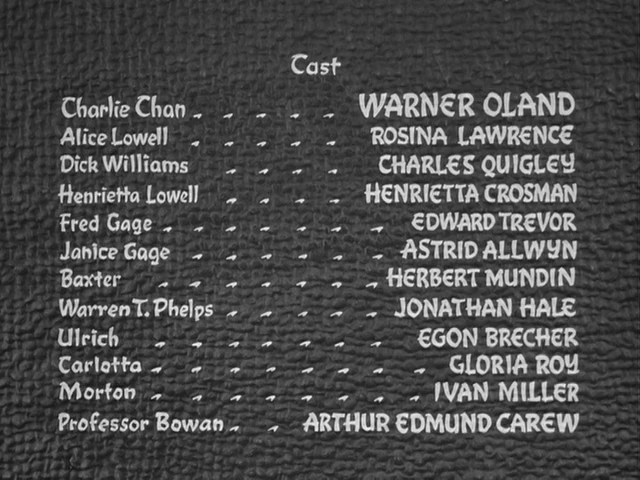 Cast
Charlie Chan WARNER OLAND
Alice Lowell ROSINA LAWRENCE
Dick Williams CHARLES QUIGLEY
Henrietta Lowell HENRIETTA CROSMAN
Fred Gage EDWARD TREVOR
Janice Gage ASTRID ALLWYN
Baxter HERBERT MUNDIN
Warren T. Phelps JONATHAN HALE
Ulrich EGON BRECHER
Carlotta GLORIA ROY
Morton IVAN MILLER
Professor Bowan ARTHUR EDMUND CAREW